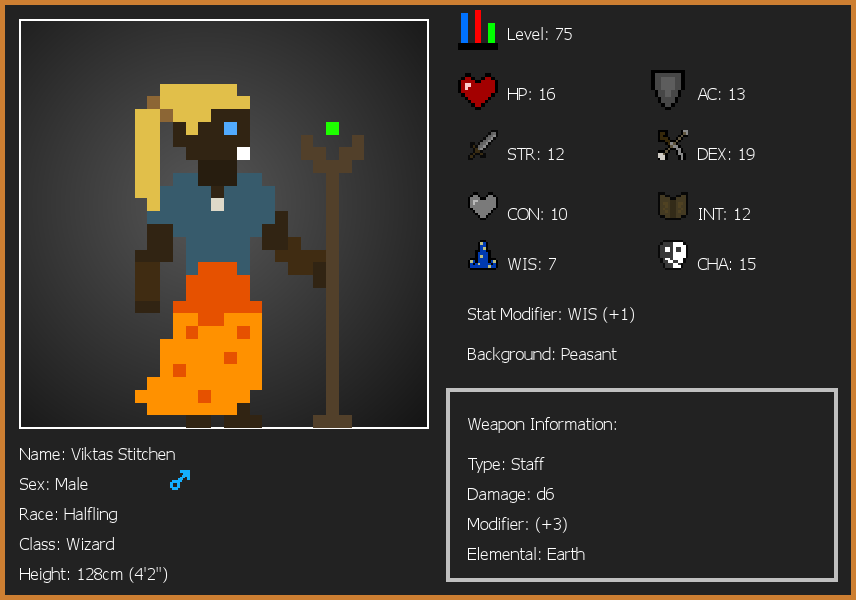 Level: 75
HP: 16
AC: 13
STR: 12
DEX: 19
CON: 10
INT: 12
WIS: 7
CHA: 15
Stat Modifier: WIS (+1)
Background: Peasant
Weapon Information:
Type: Staff
Damage: d6
Modifier: (+3)
Elemental: Earth
Name: Viktas Stitchen
Sex: Male
Race: Halfling
Class: Wizard
Height: 128cm (4'2")